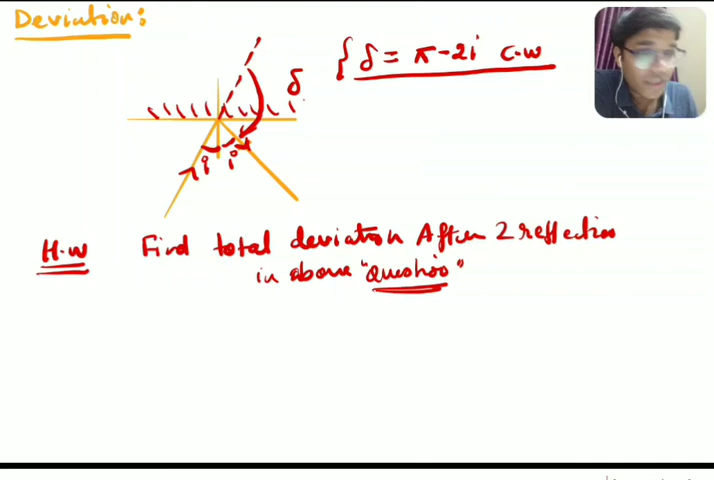 Deviation:
{ δ = π - 2i c.w
δ
i i
H.W Find total deviation After 2 reflection
in above "Question"